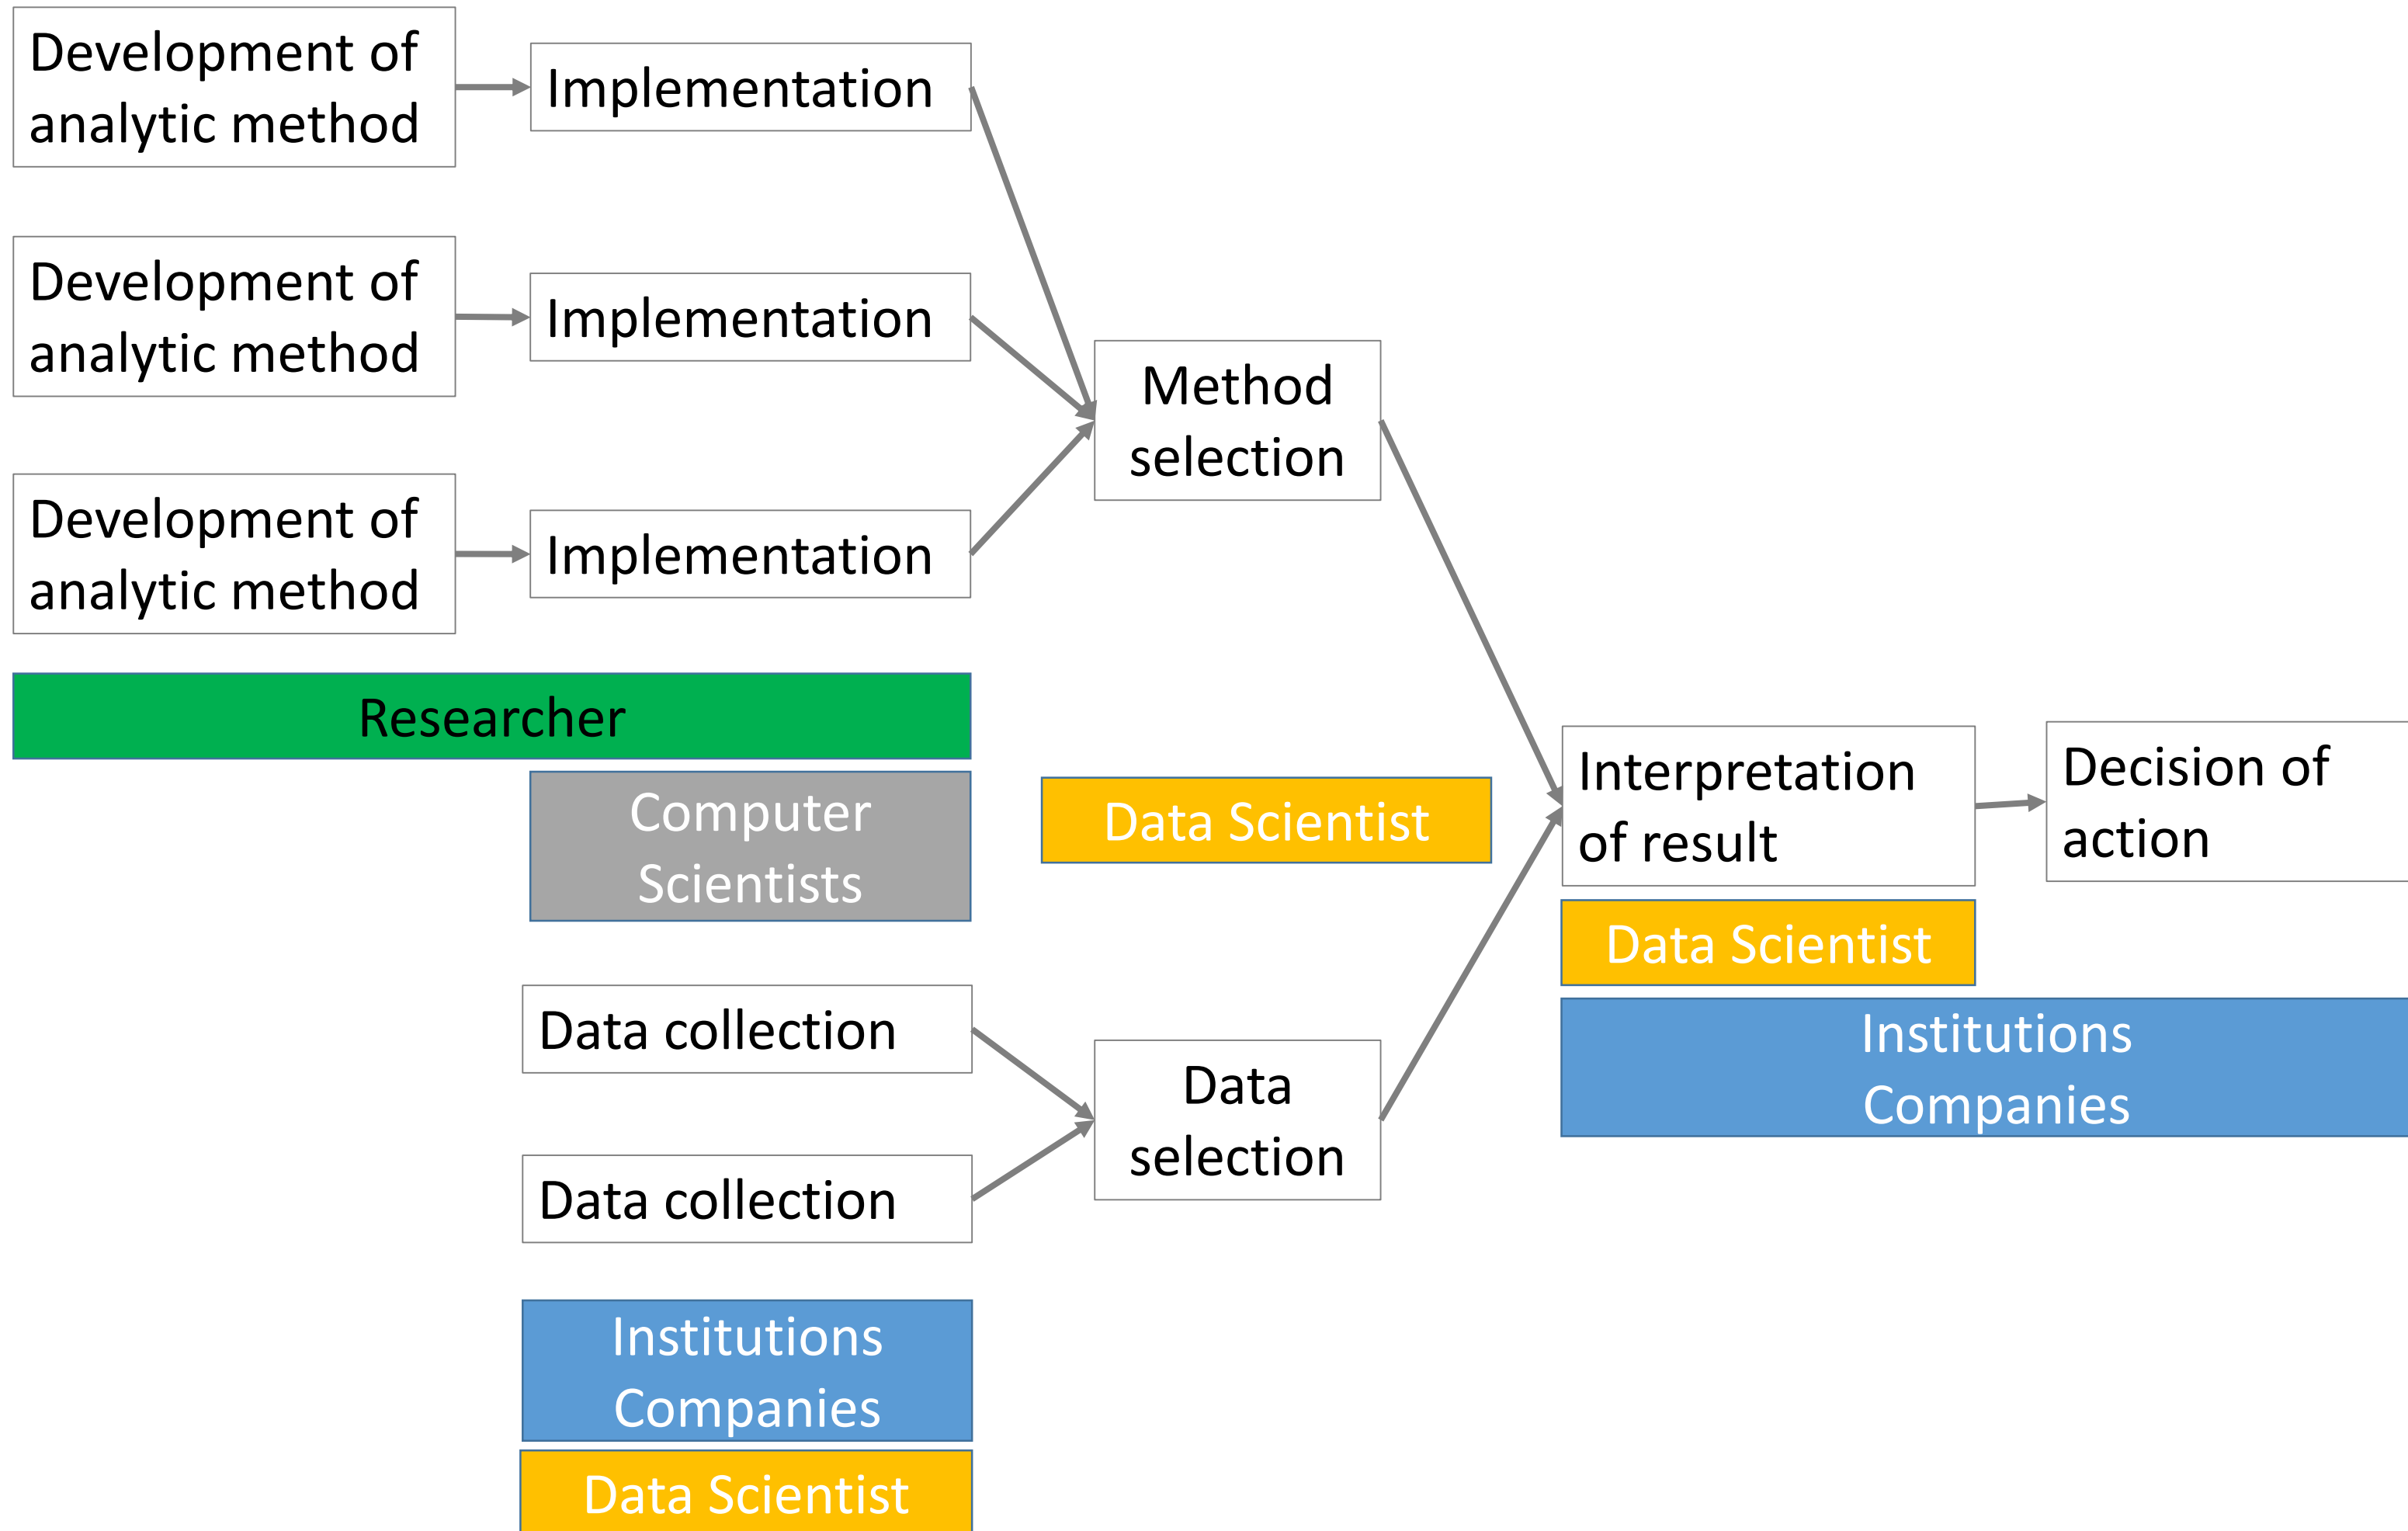 Development of
analytic method
Implementation
Development of
analytic method
Implementation
Method
selection
Development of
analytic method
Implementation
Researcher
Computer
Scientists
Data Scientist
Interpretation
of result
Decision of
action
Data Scientist
Institutions
Companies
Data collection
Data
selection
Data collection
Institutions
Companies
Data Scientist